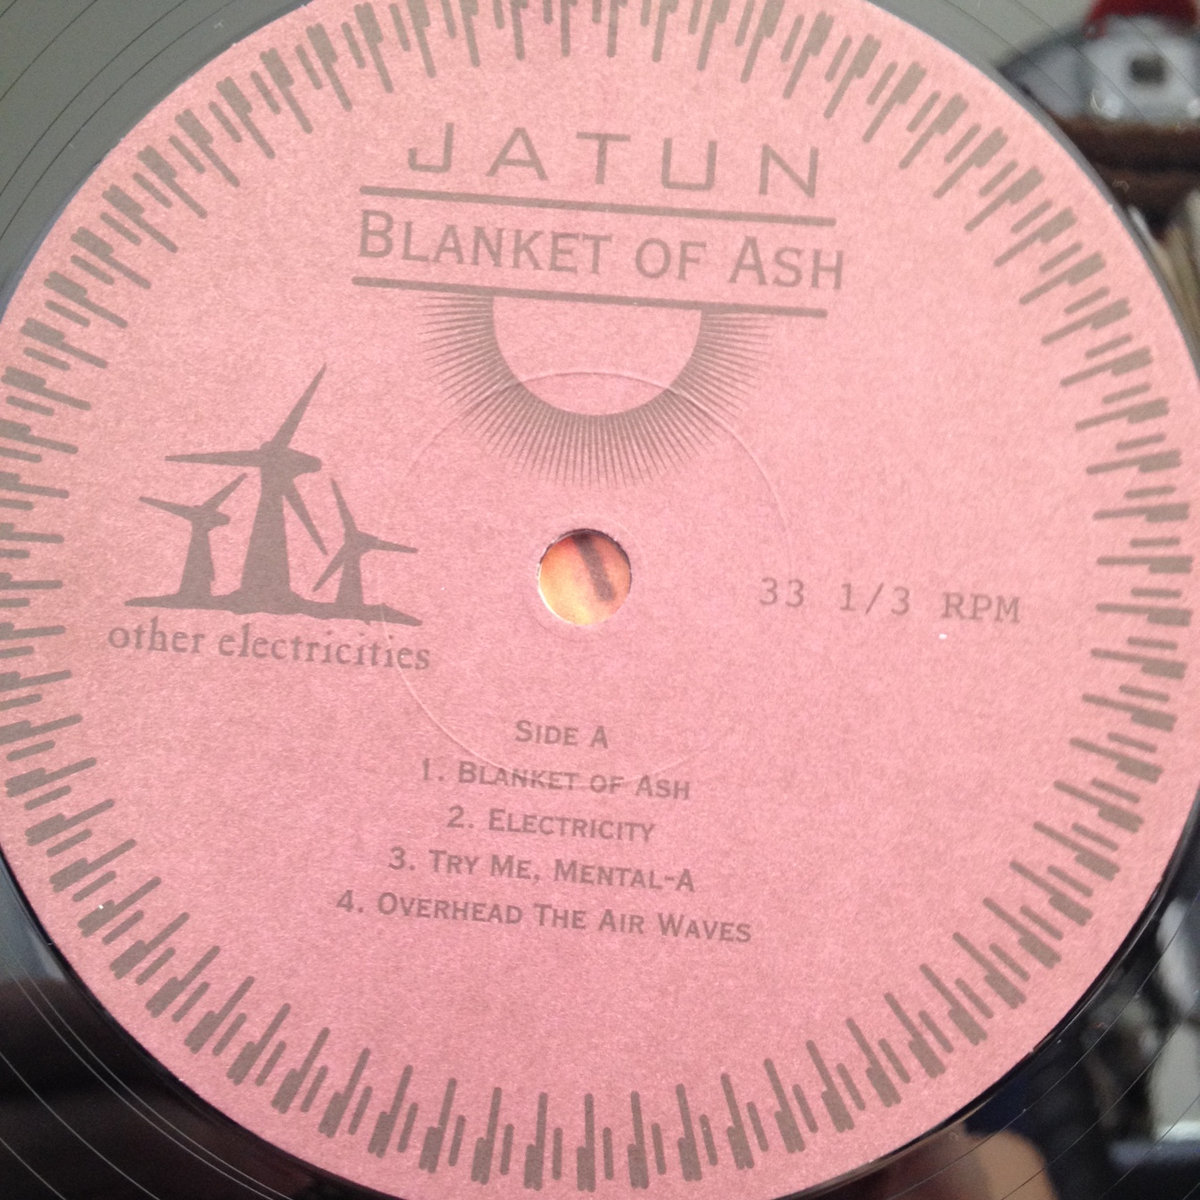 JATUN
BLANKET OF ASH
other electricities
33 1/3 RPM
SIDE A
1. BLANKET OF ASH
2. ELECTRICITY
3. TRY ME, MENTAL-A
4. OVERHEAD THE AIR WAVES